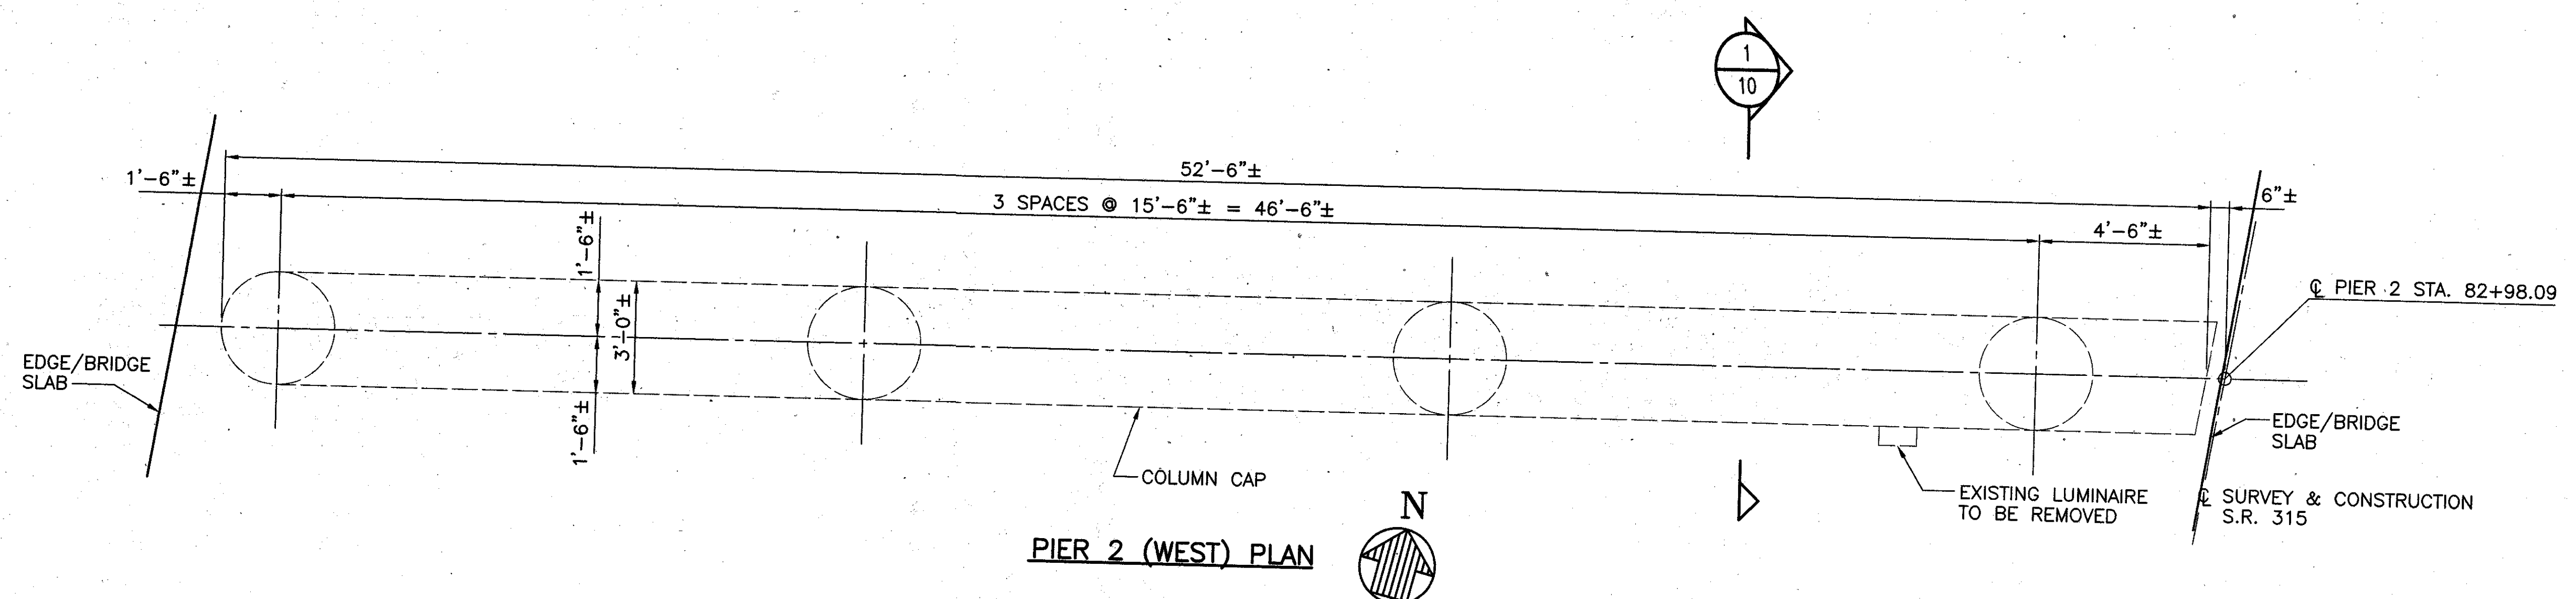 1
10
52'-6"±
1'-6"±
3 SPACES @ 15'-6"± = 46'-6"±
6"±
4'-6"±
1'-6"±
3'-0"±
1'-6"±
℄ PIER 2 STA. 82+98.09
EDGE/BRIDGE
SLAB
EDGE/BRIDGE
SLAB
COLUMN CAP
EXISTING LUMINAIRE
TO BE REMOVED
℄ SURVEY & CONSTRUCTION
S.R. 315
N
PIER 2 (WEST) PLAN